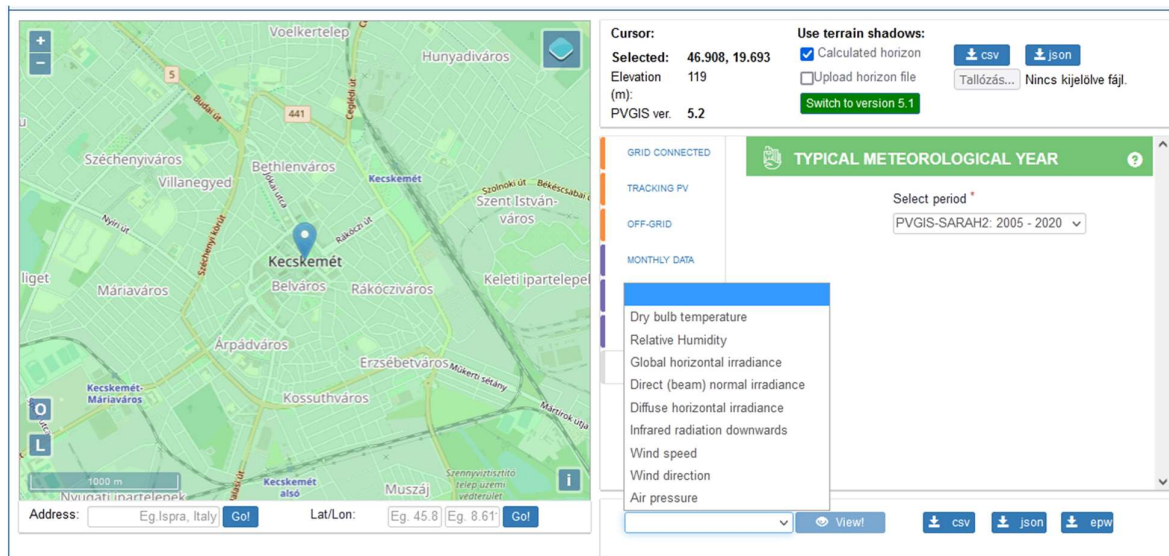 +
−
Voelkertelep
Hunyadiváros
5
Budai út
441
Ceglédi út
Széchenyiváros
Bethlenváros
Villanegyed
Jókai utca
Kecskemét
Szolnoki út
Békéscsabai
Szent István-
város
Nyíri út
Rákóczi út
Széchenyi körút
Kecskemét
liget
Máriaváros
Belváros
Rákócziváros
Keleti ipartelepek
Árpádváros
Erzsébetváros
Mükerti sétány
Kecskemét-
Máriaváros
Kossuthváros
Mártírok útja
O
L
1000 m
Kecskemét
alsó
Muszáj
Szennyvíztisztító
telep üzemi
védterület
Halasi út
Nyugati ipartelepek
i
Address:
Eg.Ispra, Italy
Go!
Lat/Lon:
Eg. 45.8
Eg. 8.61
Go!
Cursor:
Selected: 46.908, 19.693
Elevation 119
(m):
PVGIS ver. 5.2
Use terrain shadows:
Calculated horizon
csv
json
Upload horizon file
Tallózás... Nincs kijelölve fájl.
Switch to version 5.1
GRID CONNECTED
TRACKING PV
OFF-GRID
MONTHLY DATA
TYPICAL METEOROLOGICAL YEAR
?
Select period *
PVGIS-SARAH2: 2005 - 2020
Dry bulb temperature
Relative Humidity
Global horizontal irradiance
Direct (beam) normal irradiance
Diffuse horizontal irradiance
Infrared radiation downwards
Wind speed
Wind direction
Air pressure
View!
csv
json
epw